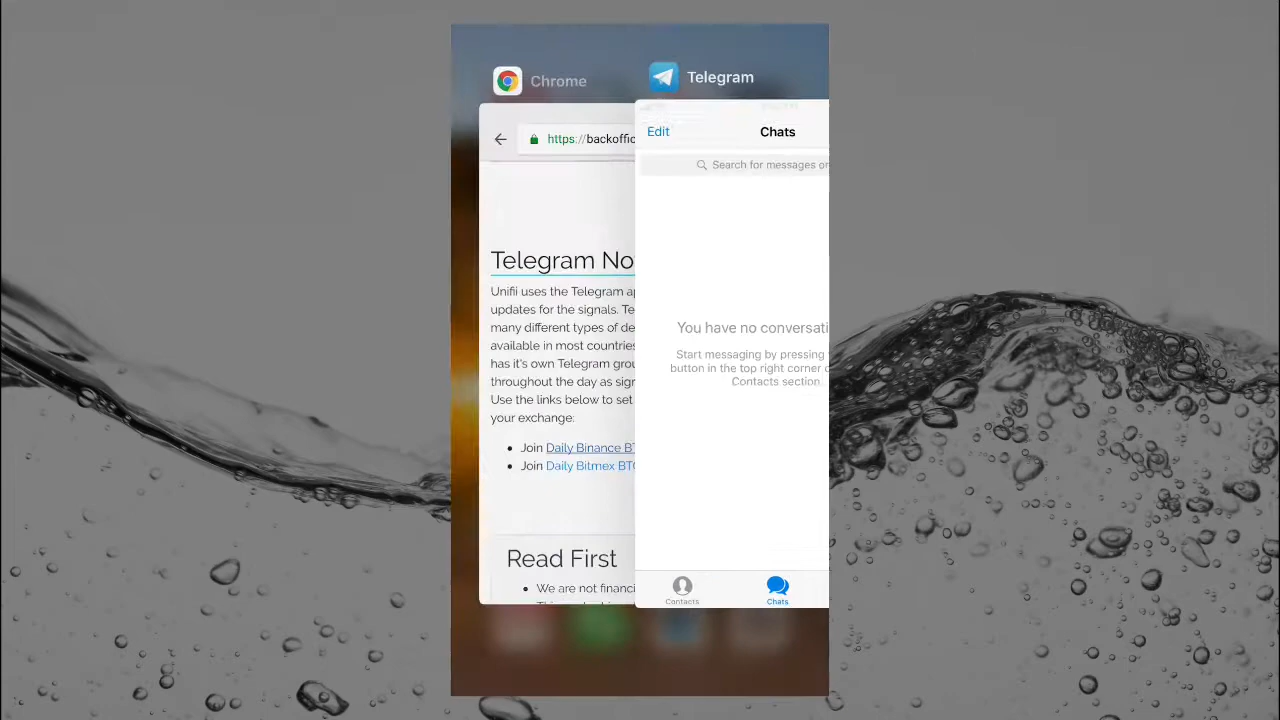 Chrome
Telegram
https://backoffic
Edit
Chats
Search for messages or
Telegram No
Unifii uses the Telegram ap
updates for the signals. Te
many different types of de
available in most countries
has it's own Telegram grou
throughout the day as sign
Use the links below to set
your exchange:
Join Daily Binance BT
Join Daily Bitmex BTC
You have no conversati
Start messaging by pressing
button in the top right corner
Contacts section.
Read First
We are not financi
Contacts
Chats